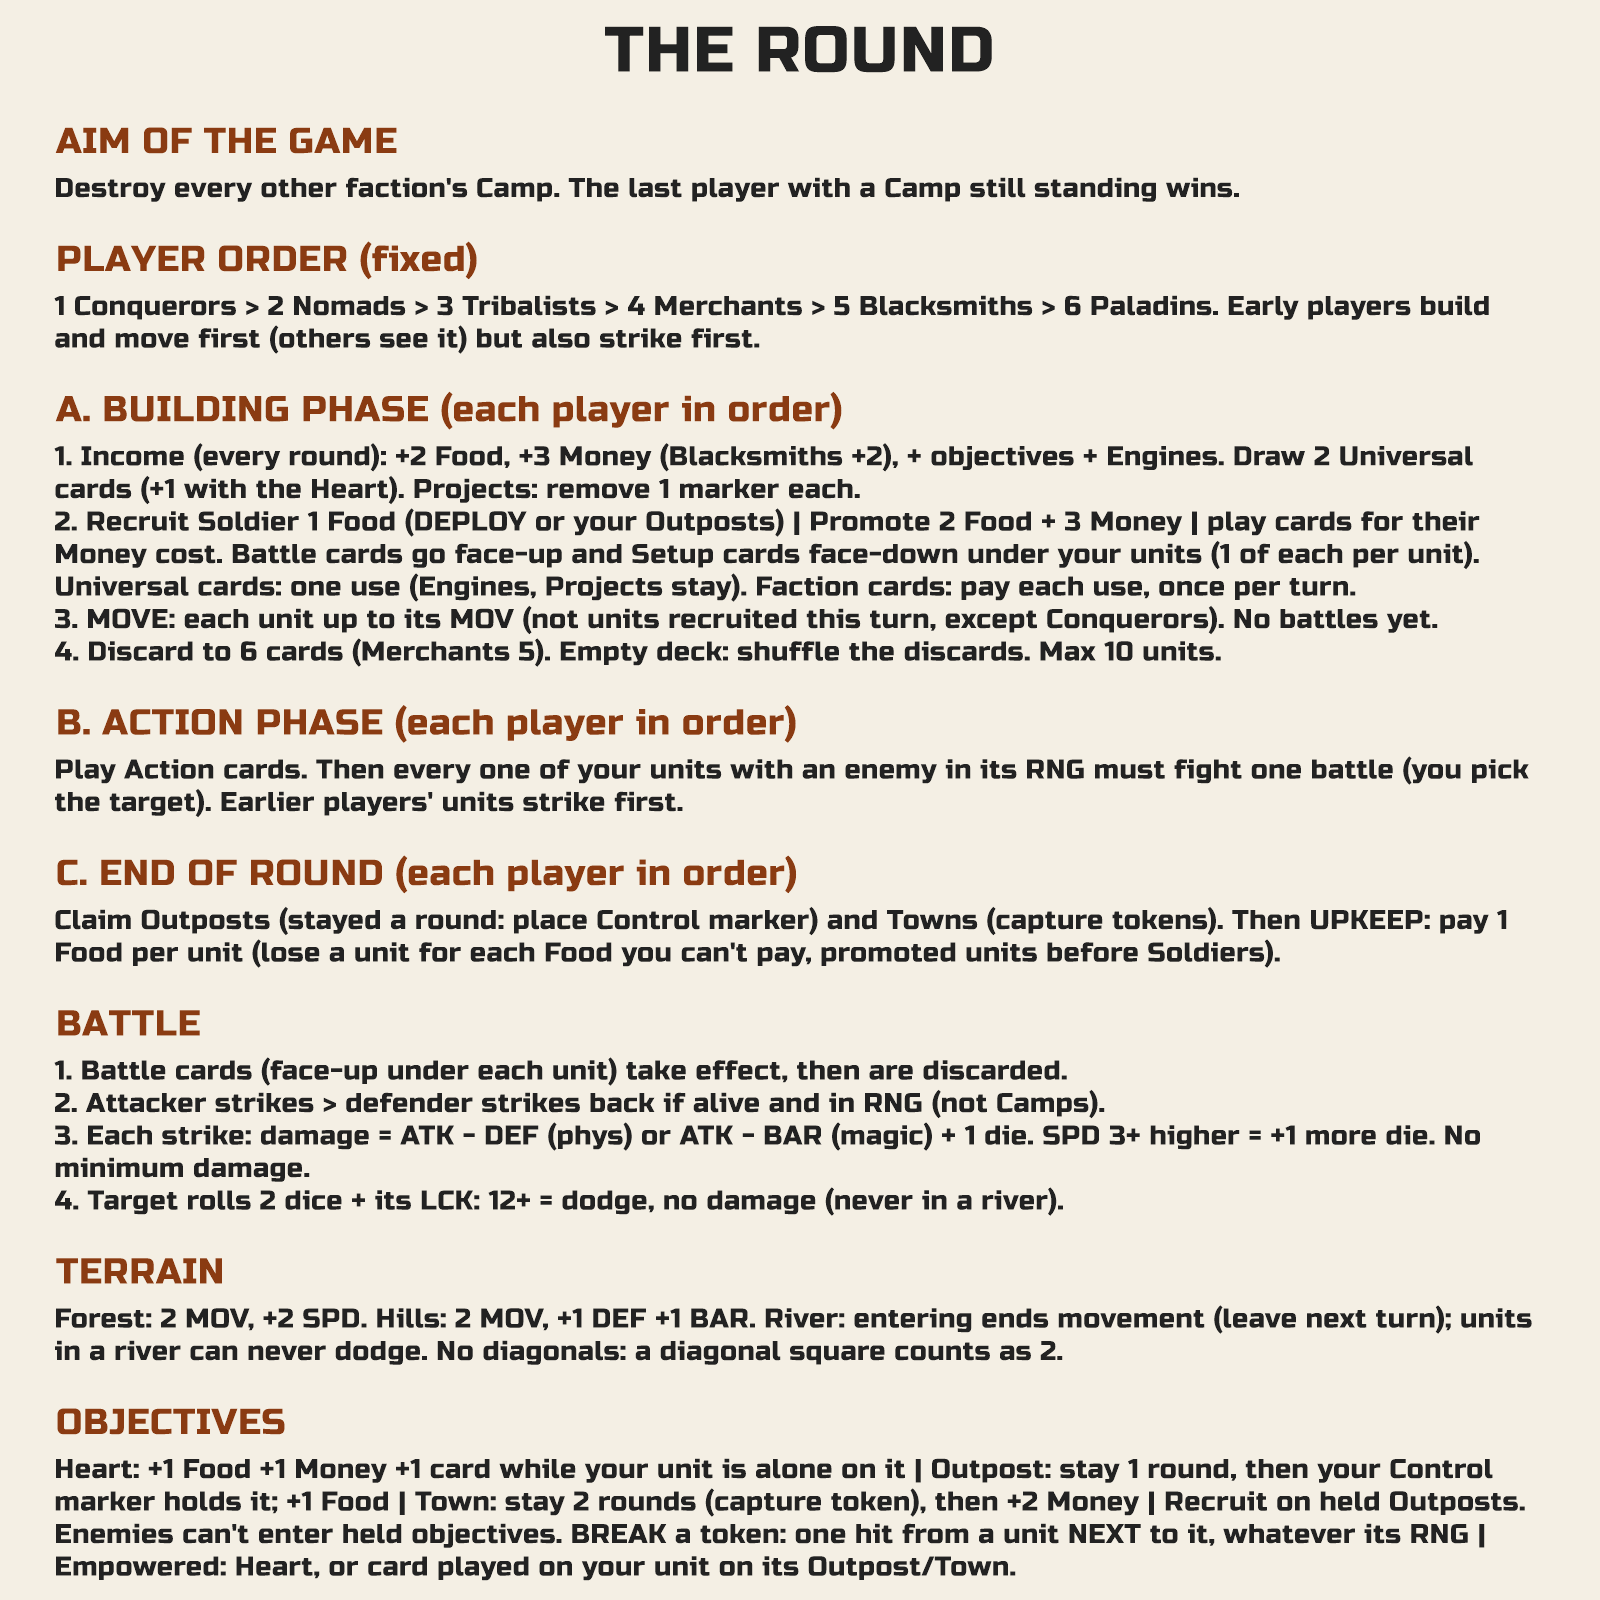 THE ROUND
AIM OF THE GAME
Destroy every other faction's Camp. The last player with a Camp still standing wins.
PLAYER ORDER (fixed)
1 Conquerors > 2 Nomads > 3 Tribalists > 4 Merchants > 5 Blacksmiths > 6 Paladins. Early players build
and move first (others see it) but also strike first.
A. BUILDING PHASE (each player in order)
1. Income (every round): +2 Food, +3 Money (Blacksmiths +2), + objectives + Engines. Draw 2 Universal
cards (+1 with the Heart). Projects: remove 1 marker each.
2. Recruit Soldier 1 Food (DEPLOY or your Outposts) | Promote 2 Food + 3 Money | play cards for their
Money cost. Battle cards go face-up and Setup cards face-down under your units (1 of each per unit).
Universal cards: one use (Engines, Projects stay). Faction cards: pay each use, once per turn.
3. MOVE: each unit up to its MOV (not units recruited this turn, except Conquerors). No battles yet.
4. Discard to 6 cards (Merchants 5). Empty deck: shuffle the discards. Max 10 units.
B. ACTION PHASE (each player in order)
Play Action cards. Then every one of your units with an enemy in its RNG must fight one battle (you pick
the target). Earlier players' units strike first.
C. END OF ROUND (each player in order)
Claim Outposts (stayed a round: place Control marker) and Towns (capture tokens). Then UPKEEP: pay 1
Food per unit (lose a unit for each Food you can't pay, promoted units before Soldiers).
BATTLE
1. Battle cards (face-up under each unit) take effect, then are discarded.
2. Attacker strikes > defender strikes back if alive and in RNG (not Camps).
3. Each strike: damage = ATK - DEF (phys) or ATK - BAR (magic) + 1 die. SPD 3+ higher = +1 more die. No
minimum damage.
4. Target rolls 2 dice + its LCK: 12+ = dodge, no damage (never in a river).
TERRAIN
Forest: 2 MOV, +2 SPD. Hills: 2 MOV, +1 DEF +1 BAR. River: entering ends movement (leave next turn); units
in a river can never dodge. No diagonals: a diagonal square counts as 2.
OBJECTIVES
Heart: +1 Food +1 Money +1 card while your unit is alone on it | Outpost: stay 1 round, then your Control
marker holds it; +1 Food | Town: stay 2 rounds (capture token), then +2 Money | Recruit on held Outposts.
Enemies can't enter held objectives. BREAK a token: one hit from a unit NEXT to it, whatever its RNG |
Empowered: Heart, or card played on your unit on its Outpost/Town.